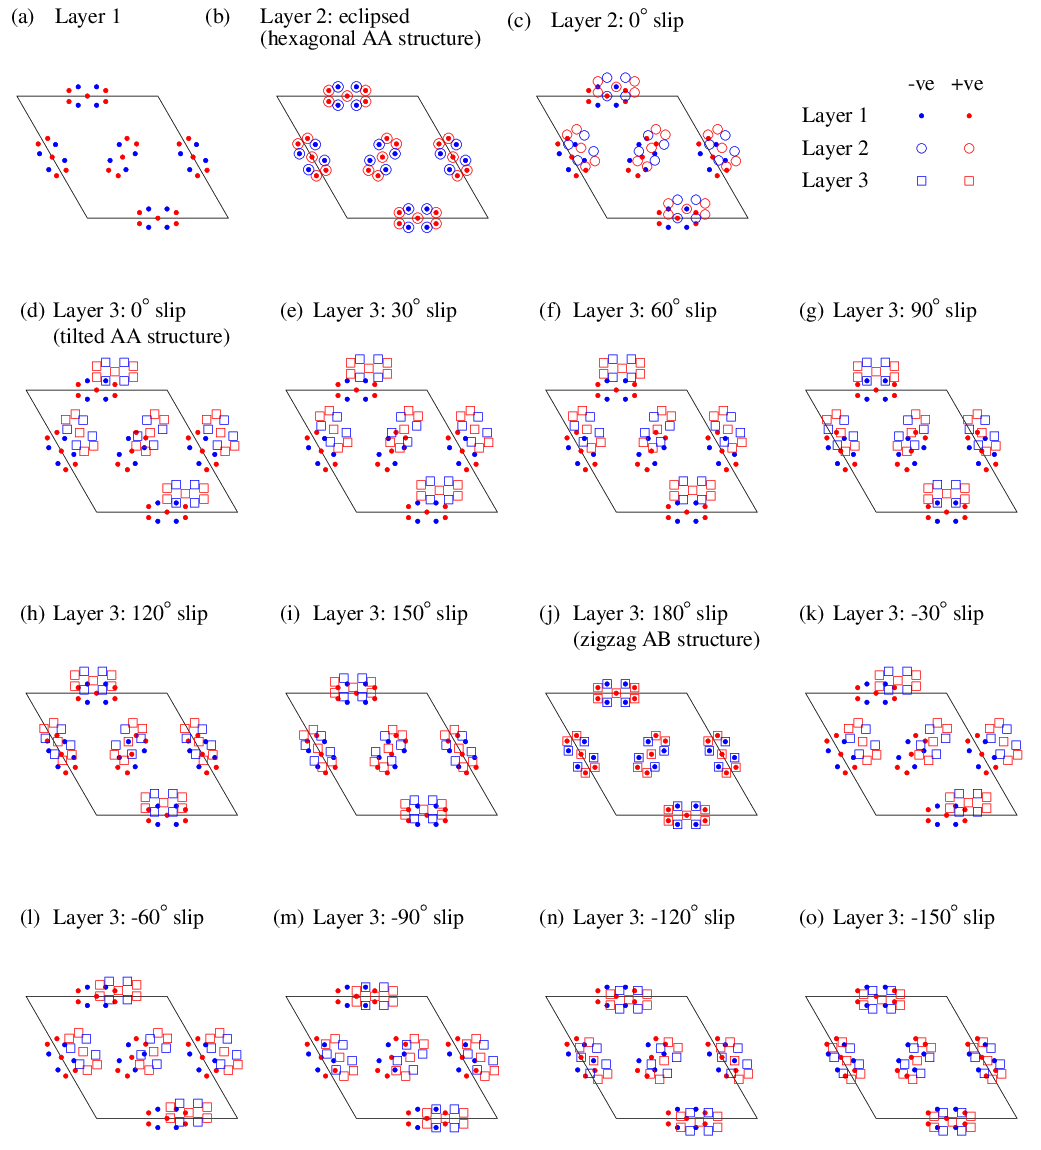 (a) Layer 1
(b) Layer 2: eclipsed
(hexagonal AA structure)
(c) Layer 2: 0° slip
-ve +ve
Layer 1
Layer 2
Layer 3
(d) Layer 3: 0° slip
(tilted AA structure)
(e) Layer 3: 30° slip
(f) Layer 3: 60° slip
(g) Layer 3: 90° slip
(h) Layer 3: 120° slip
(i) Layer 3: 150° slip
(j) Layer 3: 180° slip
(zigzag AB structure)
(k) Layer 3: -30° slip
(l) Layer 3: -60° slip
(m) Layer 3: -90° slip
(n) Layer 3: -120° slip
(o) Layer 3: -150° slip